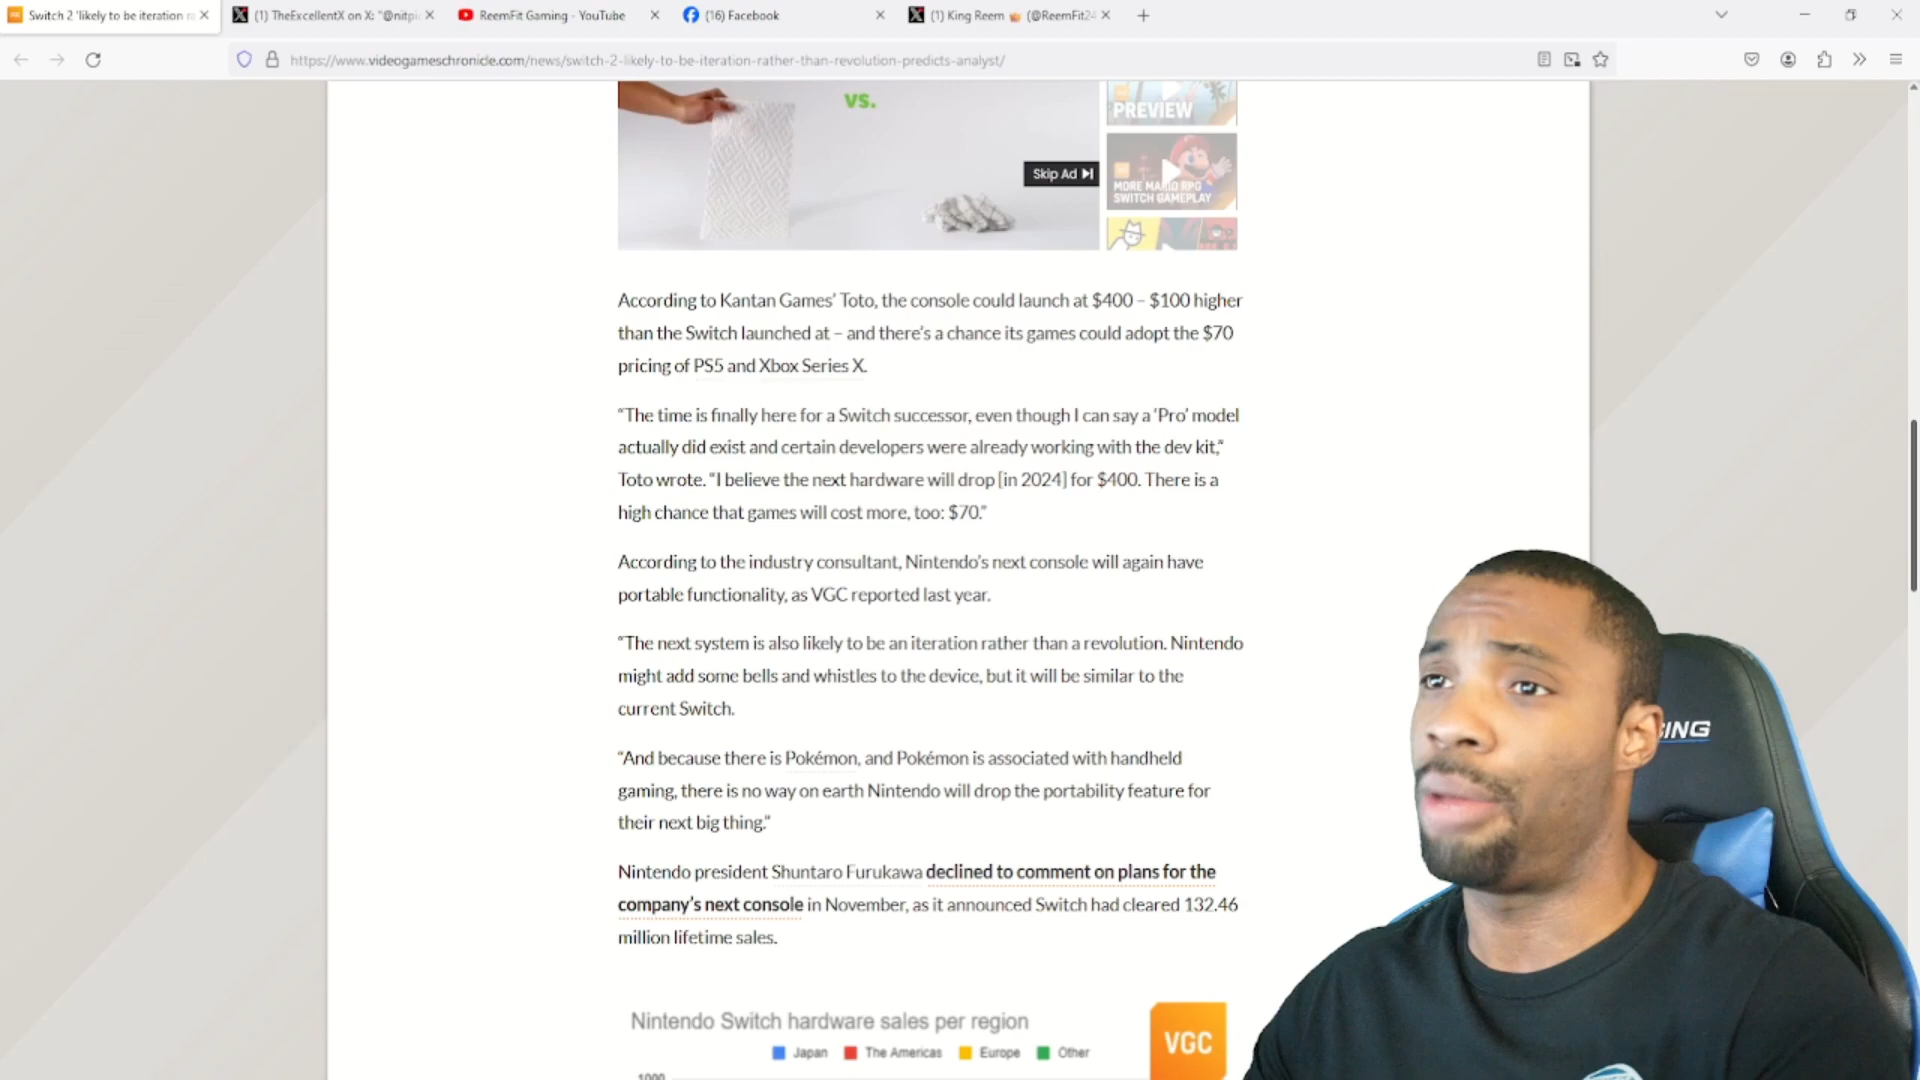 Switch 2 'likely to be iteration ra
(1) TheExcellentX on X: "@nitpi
ReemFit Gaming - YouTube
(16) Facebook
(1) King Reem (@ReemFit24
https://www.videogameschronicle.com/news/switch-2-likely-to-be-iteration-rather-than-revolution-predicts-analyst/
VS.
PREVIEW
Skip Ad
MORE MARIO RPG
SWITCH GAMEPLAY
According to Kantan Games’ Toto, the console could launch at $400 – $100 higher
than the Switch launched at – and there’s a chance its games could adopt the $70
pricing of PS5 and Xbox Series X.
“The time is finally here for a Switch successor, even though I can say a ‘Pro’ model
actually did exist and certain developers were already working with the dev kit,”
Toto wrote. “I believe the next hardware will drop [in 2024] for $400. There is a
high chance that games will cost more, too: $70.”
According to the industry consultant, Nintendo’s next console will again have
portable functionality, as VGC reported last year.
“The next system is also likely to be an iteration rather than a revolution. Nintendo
might add some bells and whistles to the device, but it will be similar to the
current Switch.
“And because there is Pokémon, and Pokémon is associated with handheld
gaming, there is no way on earth Nintendo will drop the portability feature for
their next big thing.”
Nintendo president Shuntaro Furukawa declined to comment on plans for the
company’s next console in November, as it announced Switch had cleared 132.46
million lifetime sales.
Nintendo Switch hardware sales per region
VGC
Japan The Americas Europe Other
1000
ING